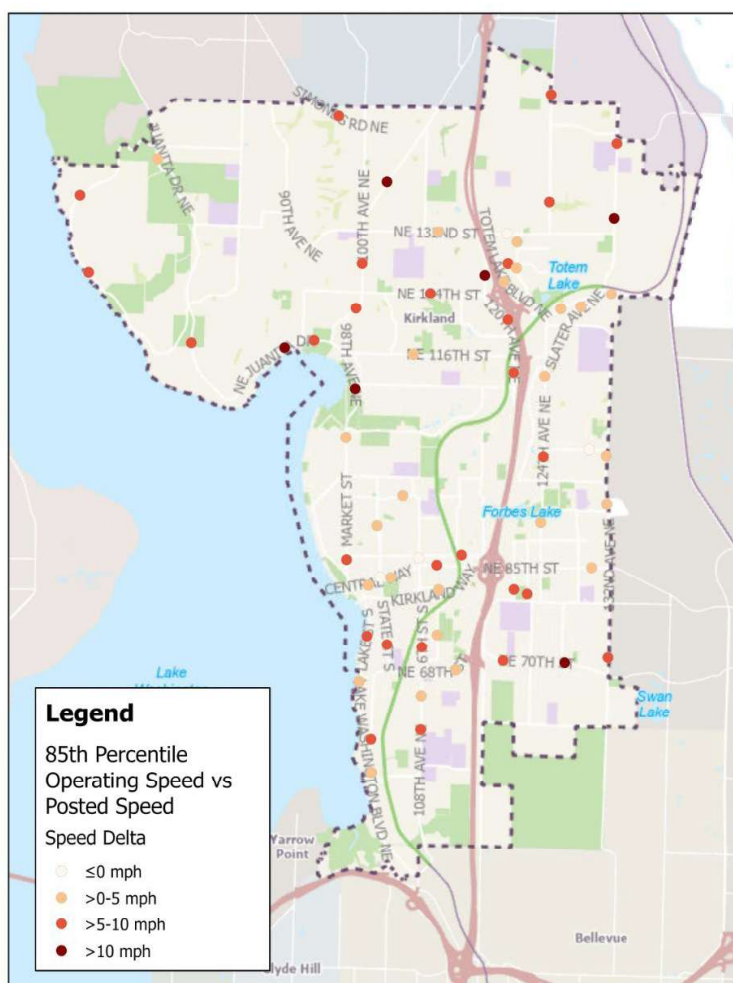 SIMONDS RD NE
JUANITA DR NE
90TH AVE NE
100TH AVE NE
NE 132ND ST
TOTEM LAKE BLVD NE
Totem
Lake
NE 124TH ST
Kirkland
120TH AVE NE
SLATER AVE NE
NE JUANITA DR
98TH AVE NE
NE 116TH ST
124TH AVE NE
MARKET ST
Forbes Lake
132ND AVE NE
NE 85TH ST
CENTRAL WAY
KIRKLAND WAY
LAKE ST S
STATE ST S
6TH ST S
NE 68TH ST
NE 70TH
Lake
Swan
Lake
LAKE WASHINGTON BLVD NE
108TH AVE N
Legend
85th Percentile
Operating Speed vs
Posted Speed
Speed Delta
≤0 mph
>0-5 mph
>5-10 mph
>10 mph
Yarrow
Point
Bellevue
Clyde Hill